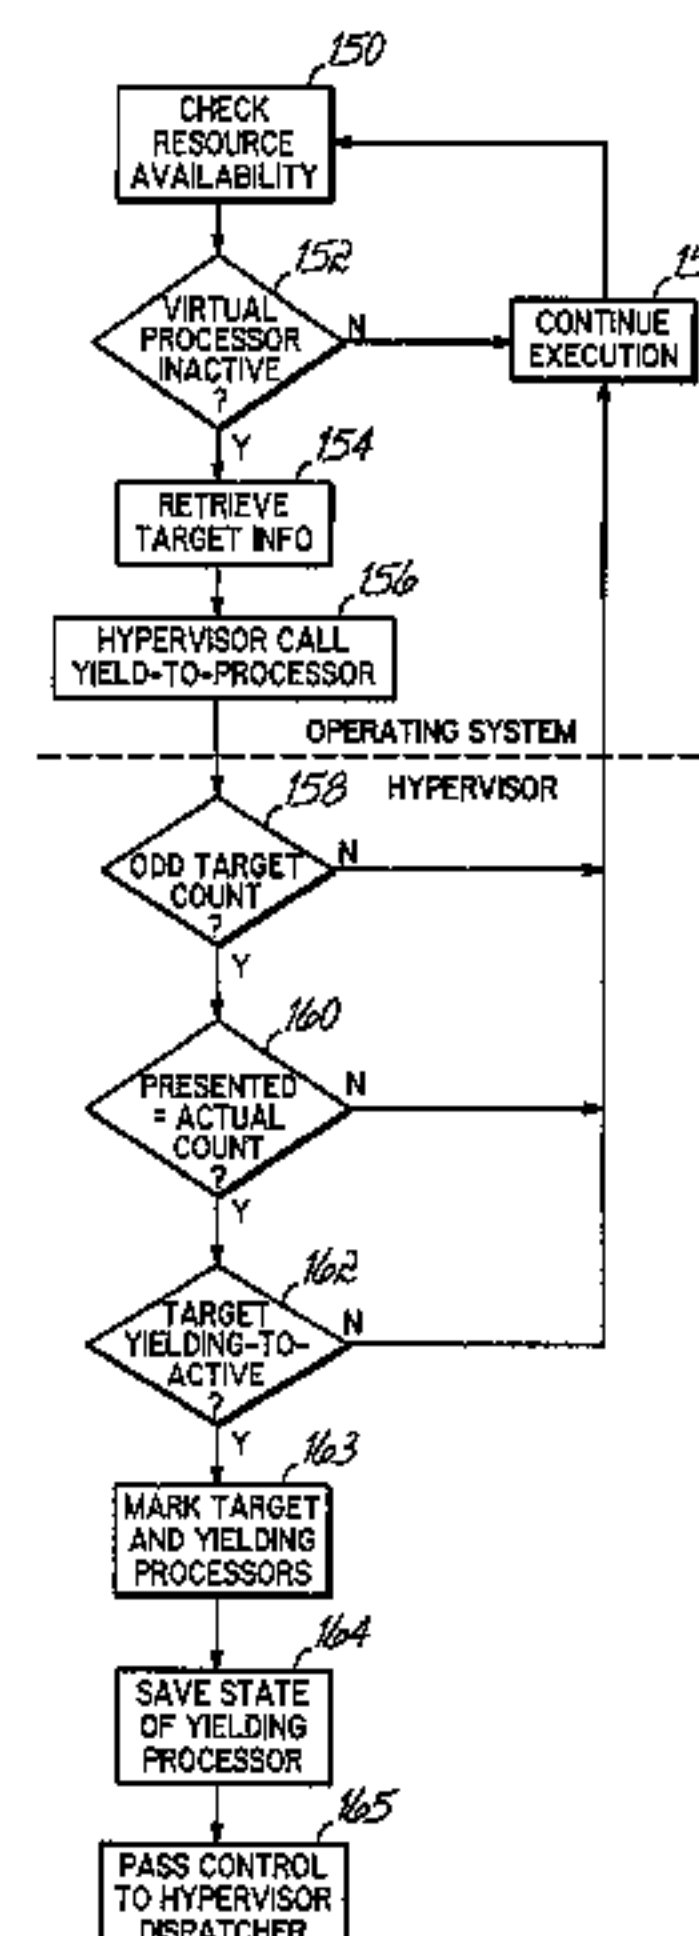 150
CHECK
RESOURCE
AVAILABILITY
152
VIRTUAL
PROCESSOR
INACTIVE
?
N
CONTINUE
EXECUTION
Y
154
RETRIEVE
TARGET INFO
156
HYPERVISOR CALL
YIELD-TO-PROCESSOR
OPERATING SYSTEM
HYPERVISOR
158
ODD TARGET
COUNT
?
N
Y
160
PRESENTED
= ACTUAL
COUNT
?
N
Y
162
TARGET
YIELDING-TO-
ACTIVE
?
N
Y
163
MARK TARGET
AND YIELDING
PROCESSORS
164
SAVE STATE
OF YIELDING
PROCESSOR
165
PASS CONTROL
TO HYPERVISOR
DISPATCHER